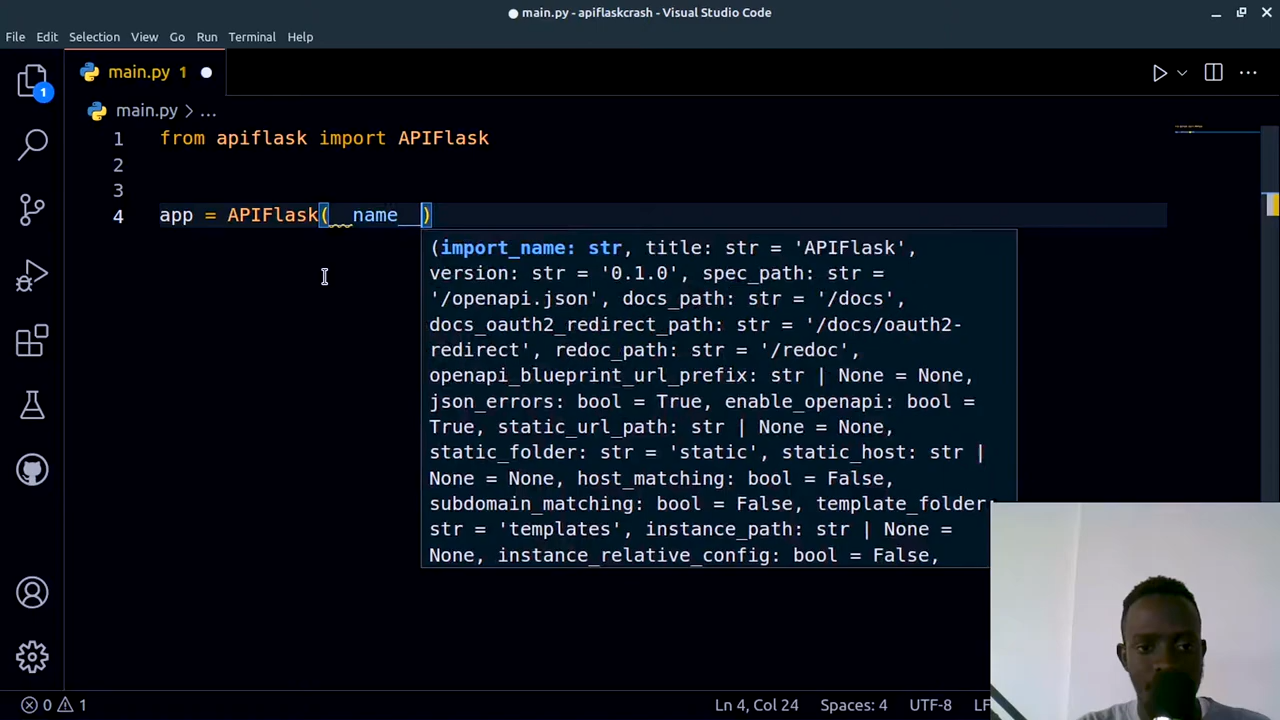 main.py - apiflaskcrash - Visual Studio Code
File Edit Selection View Go Run Terminal Help
main.py 1
main.py > ...
1 from apiflask import APIFlask
2
3
4 app = APIFlask(__name__)
(import_name: str, title: str = 'APIFlask',
version: str = '0.1.0', spec_path: str =
'/openapi.json', docs_path: str = '/docs',
docs_oauth2_redirect_path: str = '/docs/oauth2-
redirect', redoc_path: str = '/redoc',
openapi_blueprint_url_prefix: str | None = None,
json_errors: bool = True, enable_openapi: bool =
True, static_url_path: str | None = None,
static_folder: str = 'static', static_host: str |
None = None, host_matching: bool = False,
subdomain_matching: bool = False, template_folder:
str = 'templates', instance_path: str | None =
None, instance_relative_config: bool = False,
1
0 1 Ln 4, Col 24 Spaces: 4 UTF-8 LF